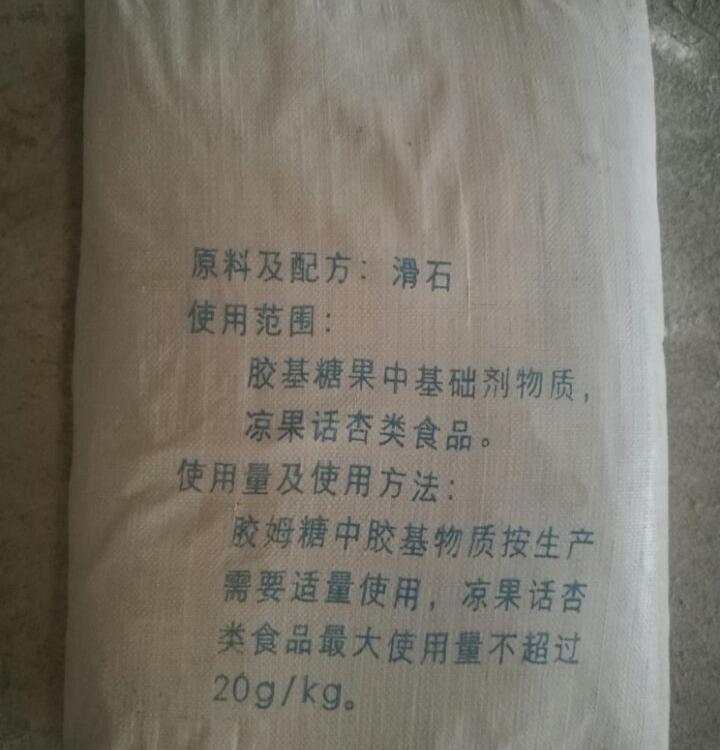 原料及配方：滑石
使用范围：
胶基糖果中基础剂物质，
凉果话杏类食品。
使用量及使用方法：
胶姆糖中胶基物质按生产
需要适量使用，凉果话杏
类食品最大使用量不超过
20g/kg。